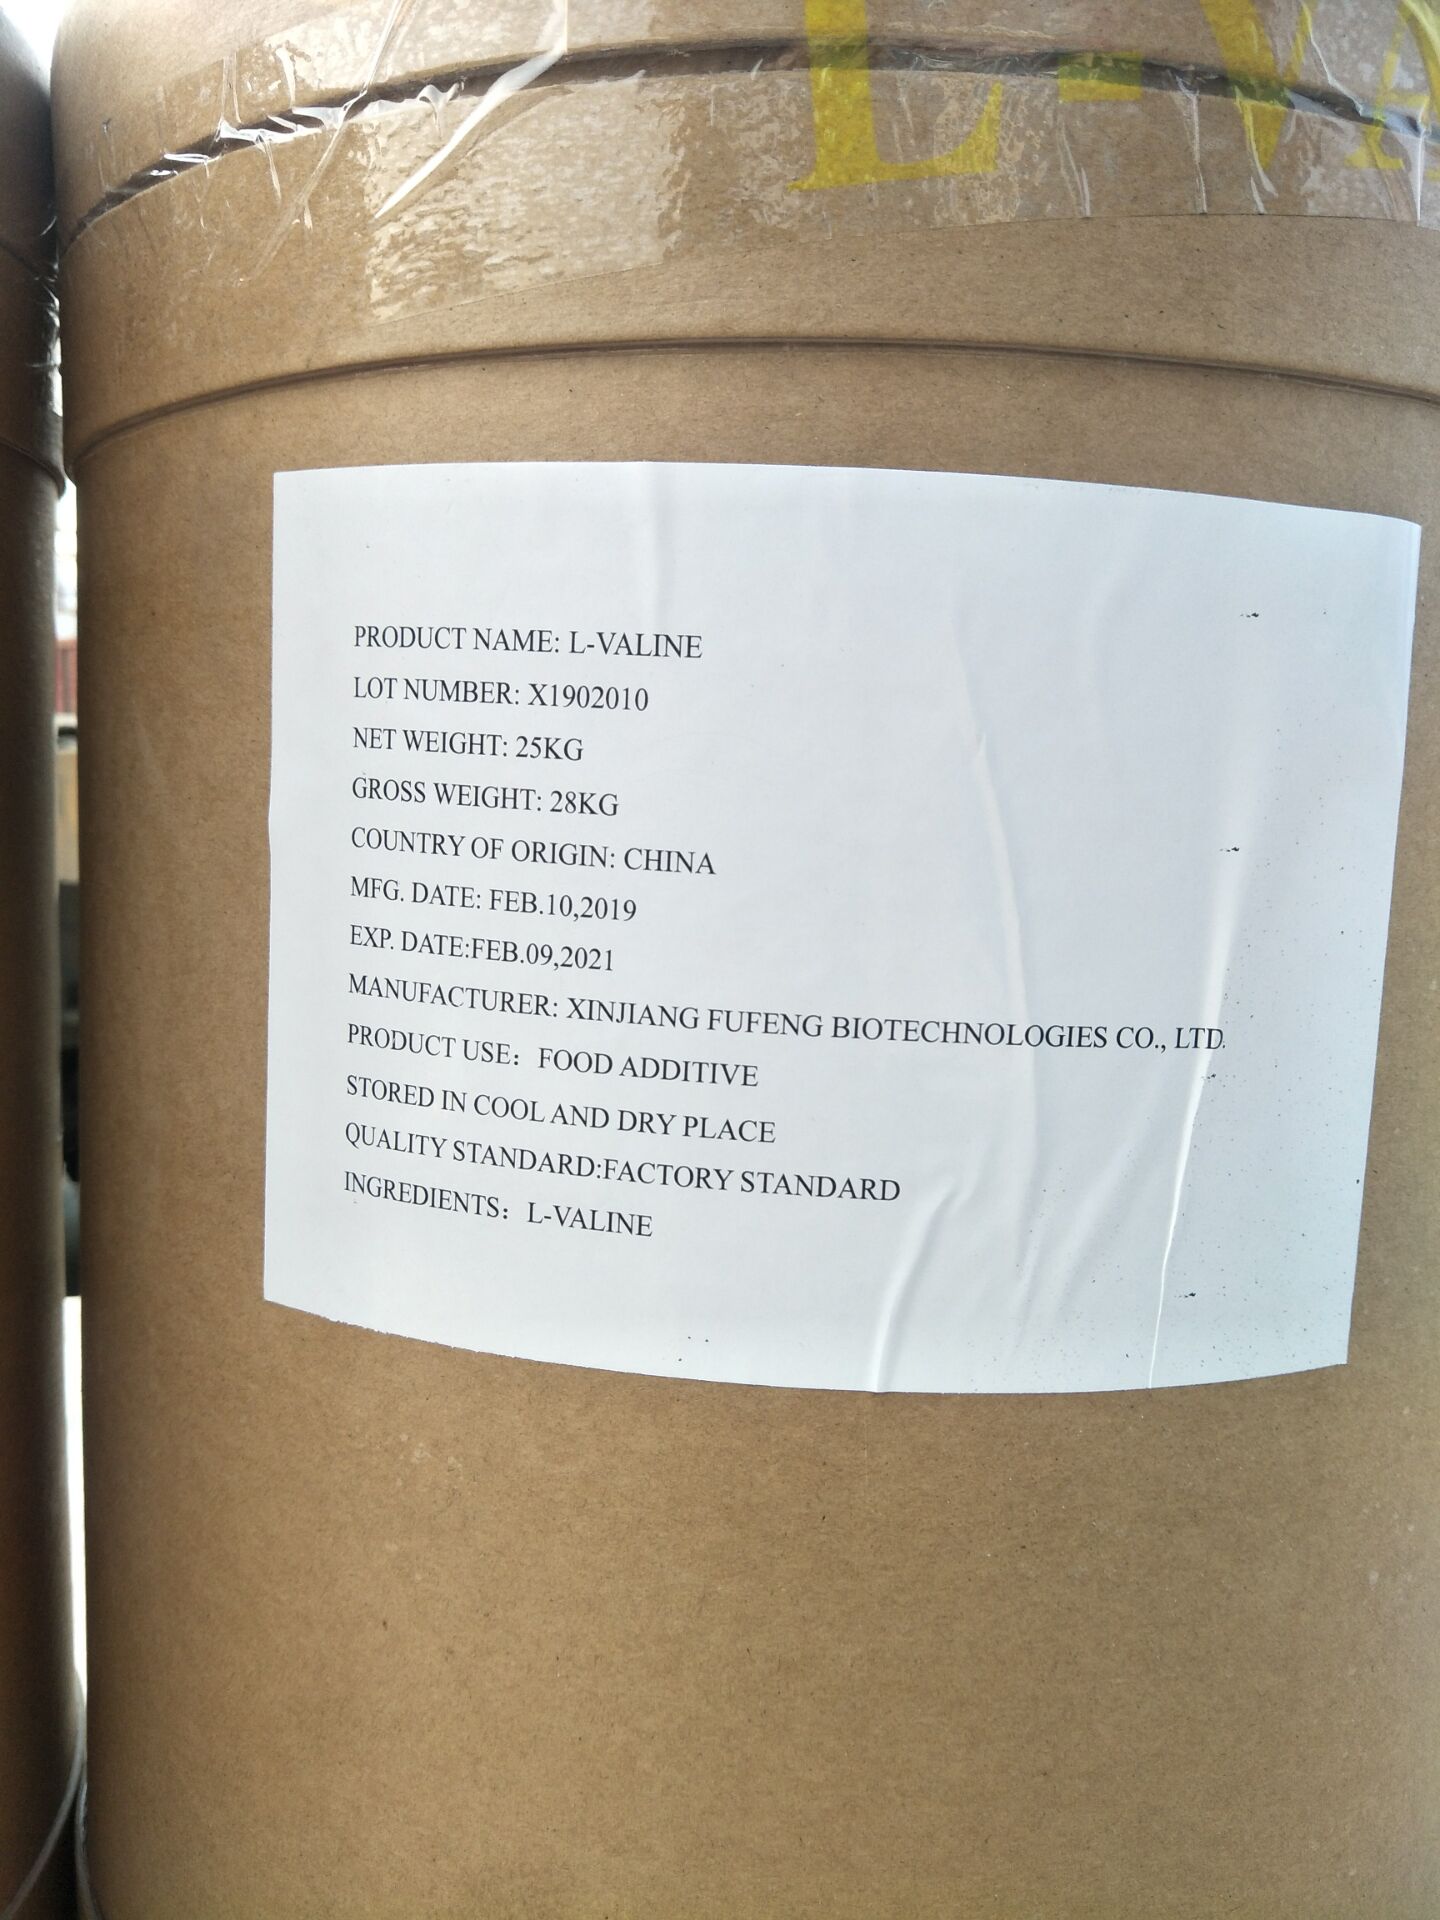 L-VA
PRODUCT NAME: L-VALINE
LOT NUMBER: X1902010
NET WEIGHT: 25KG
GROSS WEIGHT: 28KG
COUNTRY OF ORIGIN: CHINA
MFG. DATE: FEB.10,2019
EXP. DATE:FEB.09,2021
MANUFACTURER: XINJIANG FUFENG BIOTECHNOLOGIES CO., LTD.
PRODUCT USE： FOOD ADDITIVE
STORED IN COOL AND DRY PLACE
QUALITY STANDARD:FACTORY STANDARD
INGREDIENTS： L-VALINE